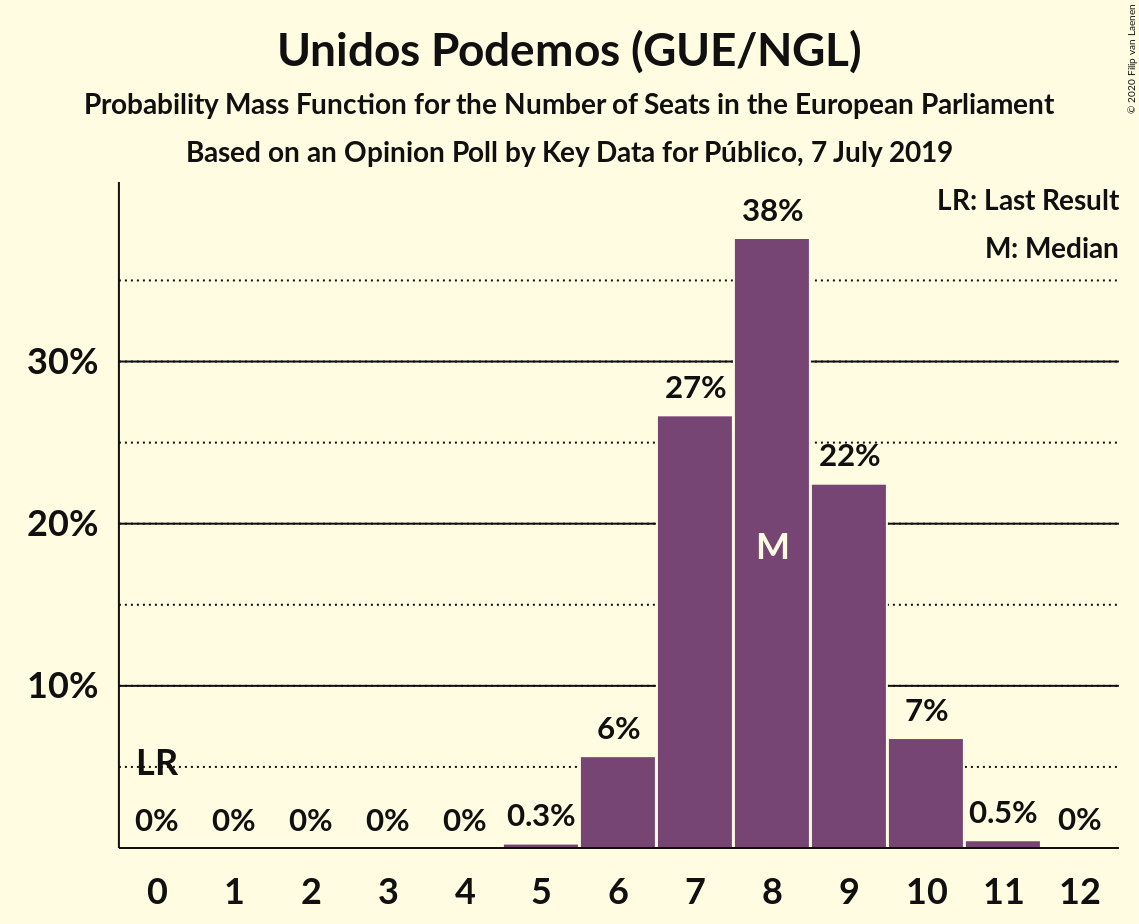 Unidos Podemos (GUE/NGL)
Probability Mass Function for the Number of Seats in the European Parliament
Based on an Opinion Poll by Key Data for Público, 7 July 2019
© 2020 Filip van Laenen
LR: Last Result
M: Median
38%
30%
27%
22%
20%
M
10%
7%
6%
LR
0% 0% 0% 0% 0% 0.3% 0.5% 0%
0 1 2 3 4 5 6 7 8 9 10 11 12